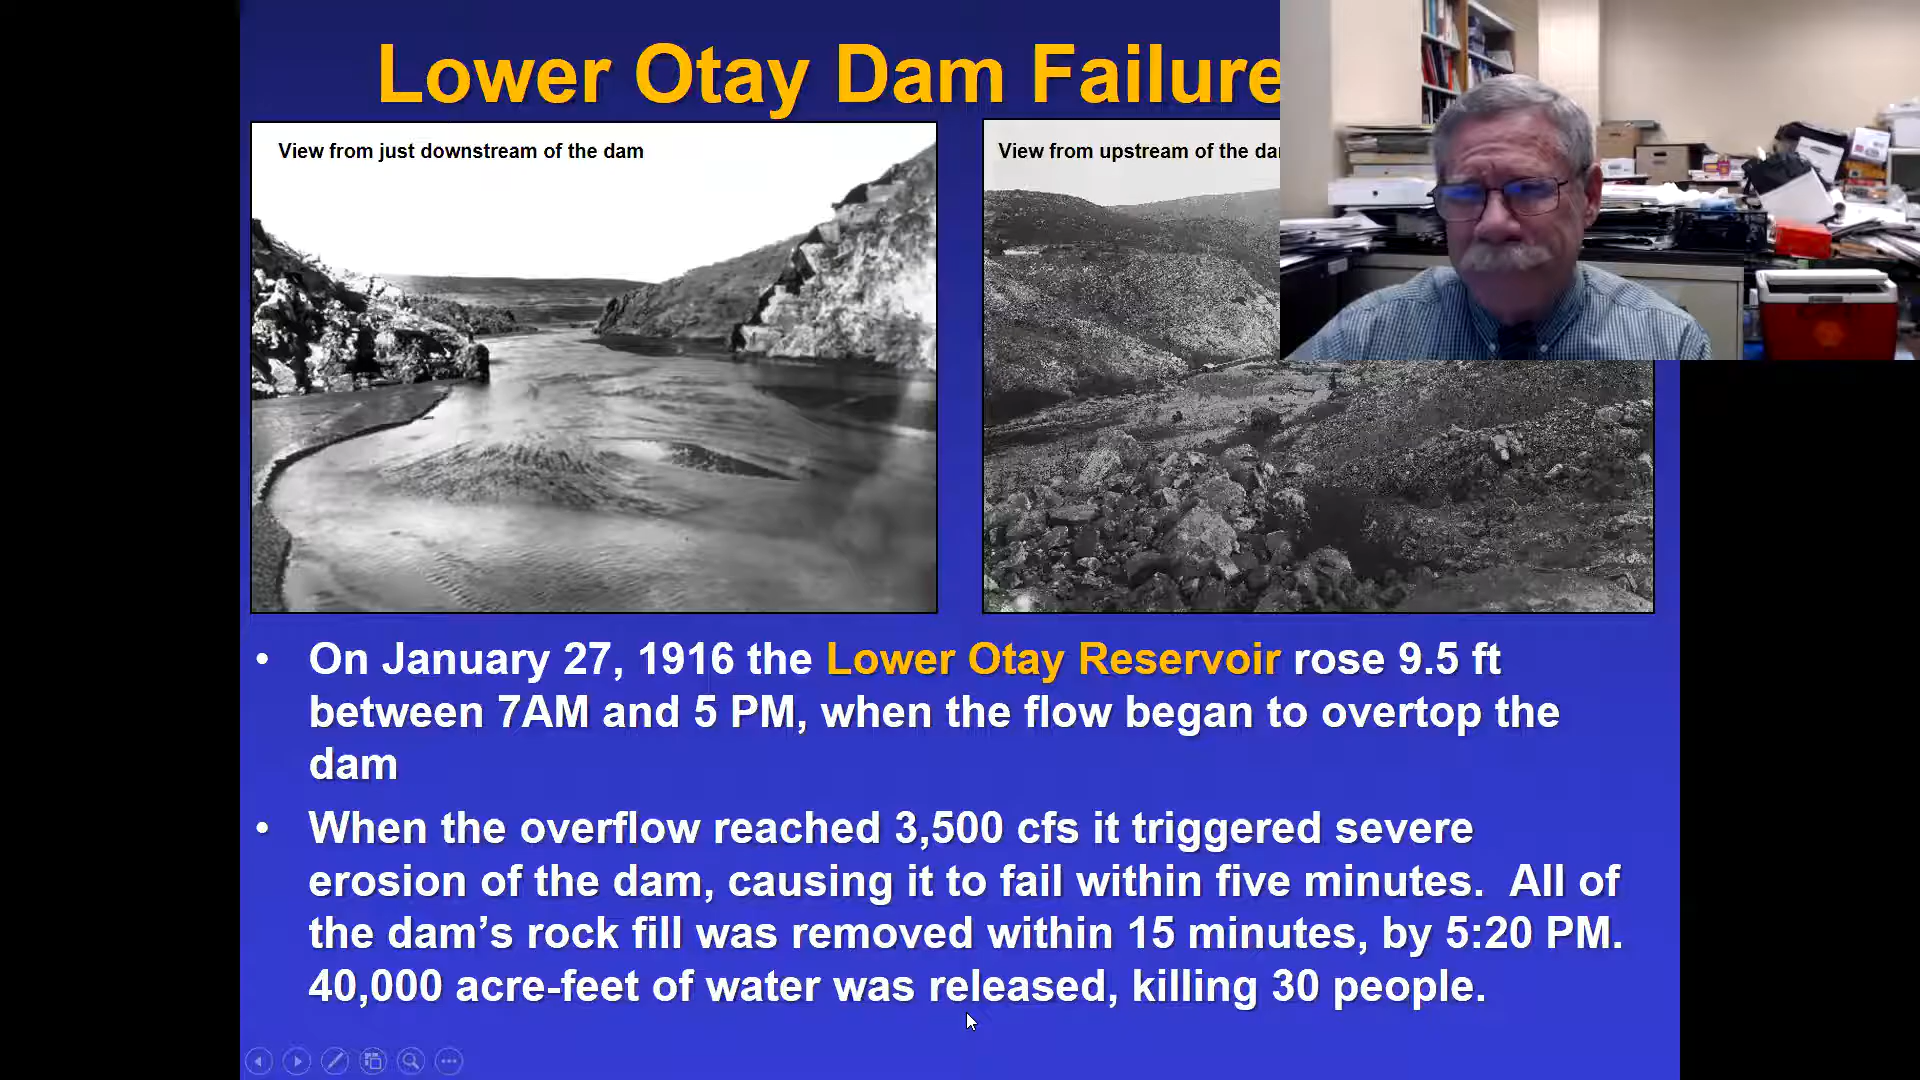 Lower Otay Dam Failure
View from just downstream of the dam
View from upstream of the
• On January 27, 1916 the Lower Otay Reservoir rose 9.5 ft
between 7AM and 5 PM, when the flow began to overtop the
dam
• When the overflow reached 3,500 cfs it triggered severe
erosion of the dam, causing it to fail within five minutes.  All of
the dam’s rock fill was removed within 15 minutes, by 5:20 PM.
40,000 acre-feet of water was released, killing 30 people.